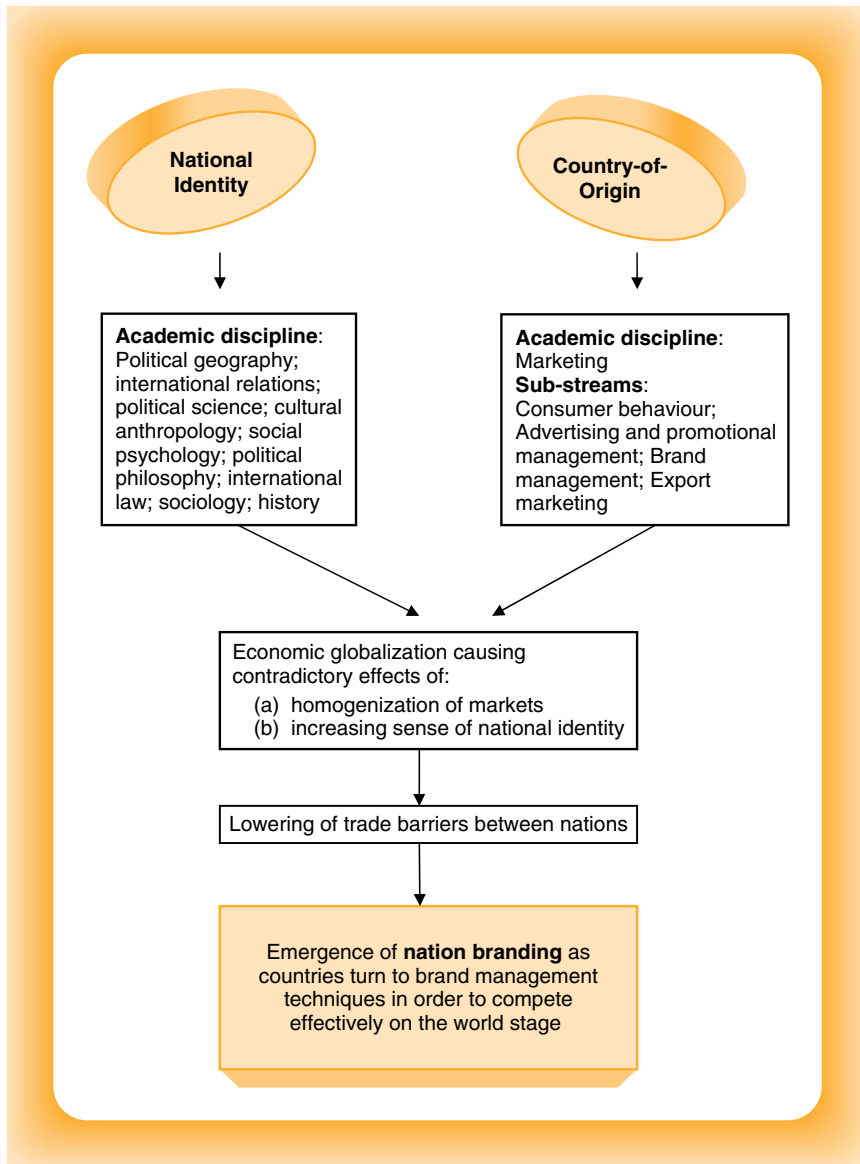 National
Identity
Country-of-
Origin
Academic discipline:
Political geography;
international relations;
political science; cultural
anthropology; social
psychology; political
philosophy; international
law; sociology; history
Academic discipline:
Marketing
Sub-streams:
Consumer behaviour;
Advertising and promotional
management; Brand
management; Export
marketing
Economic globalization causing
contradictory effects of:
(a) homogenization of markets
(b) increasing sense of national identity
Lowering of trade barriers between nations
Emergence of nation branding as
countries turn to brand management
techniques in order to compete
effectively on the world stage